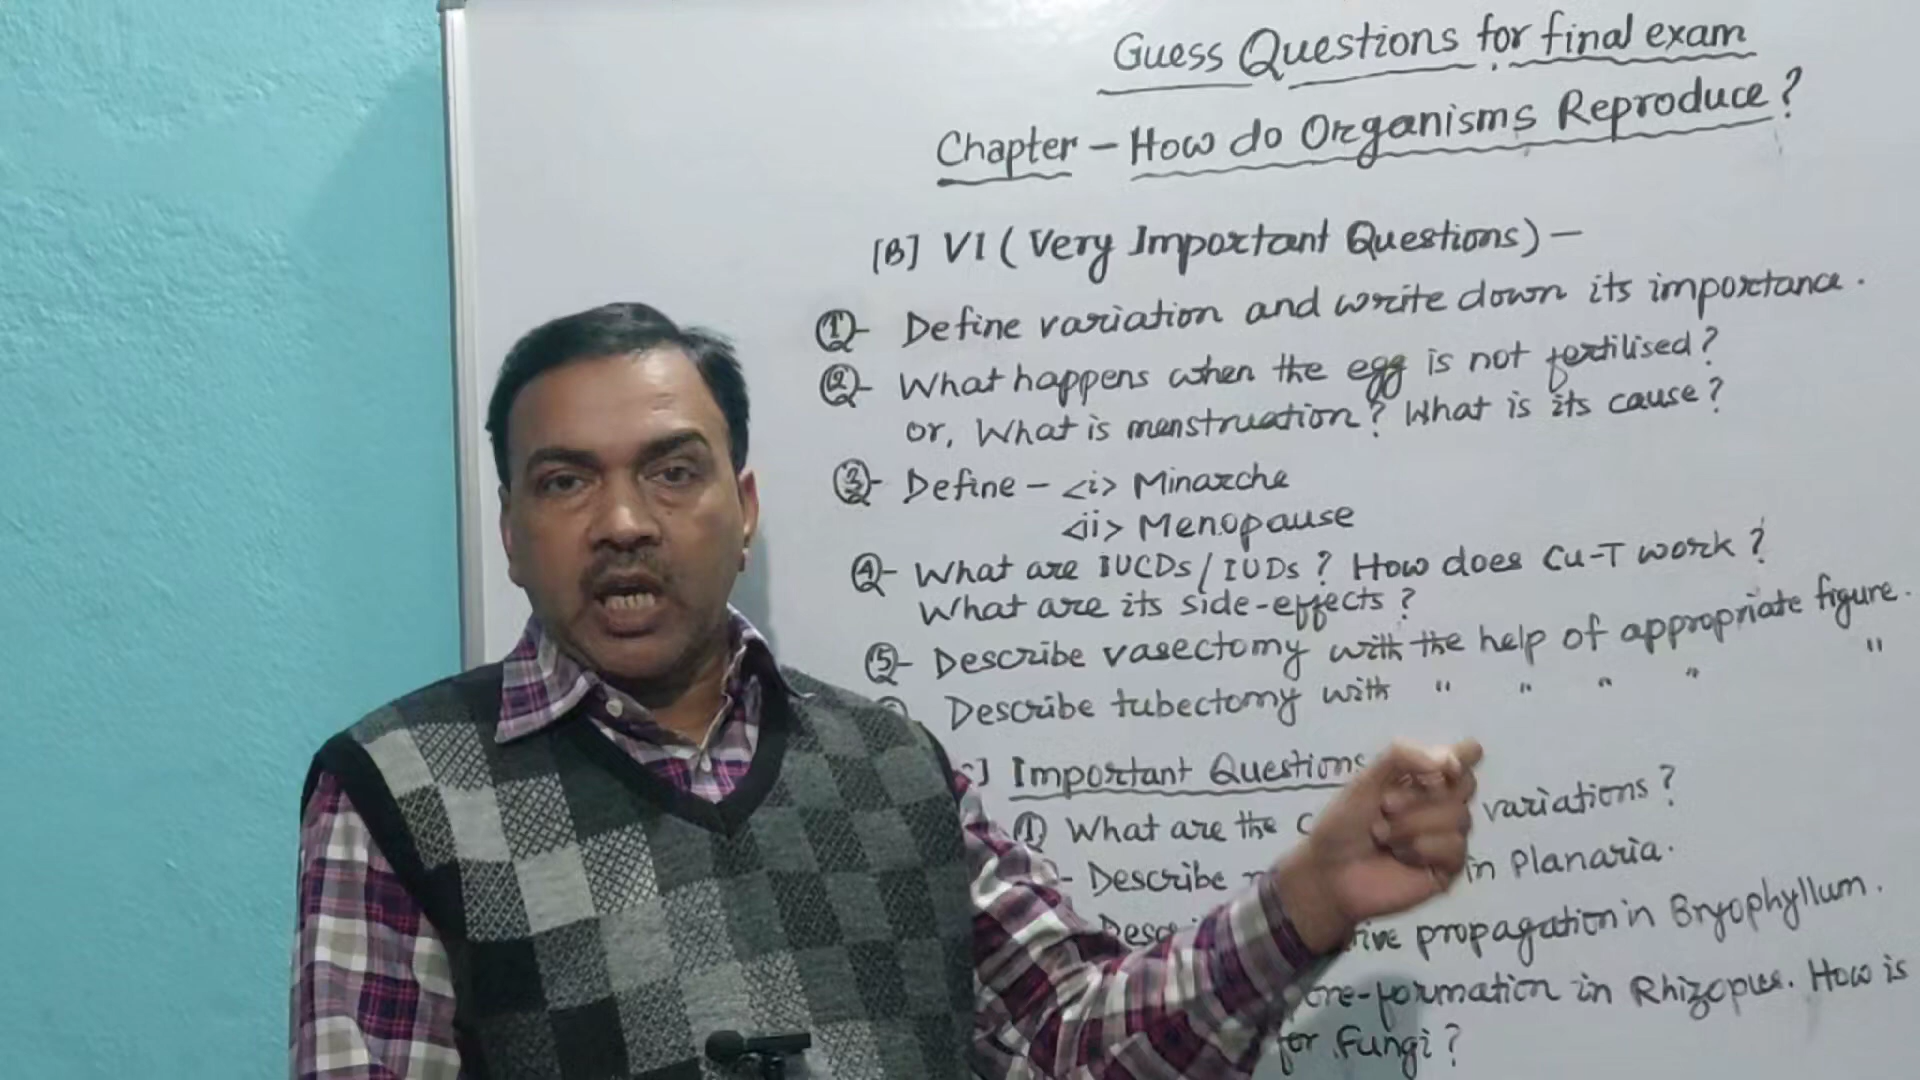 Guess Questions for final exam
Chapter – How do Organisms Reproduce?
[B] VI (Very Important Questions) –
①- Define variation and write down its importance.
②- What happens when the egg is not fertilised?
or, What is menstruation? What is its cause?
③- Define – <i> Minarche
<ii> Menopause
④- What are IUCDs/IUDs? How does Cu-T work?
What are its side-effects?
⑤- Describe vasectomy with the help of appropriate figure.
Describe tubectomy with " " " " "
] Important Questions
① What are the variations?
- Describe in Planaria.
propagation in Bryophyllum.
in Rhizopus. How is
for Fungi?